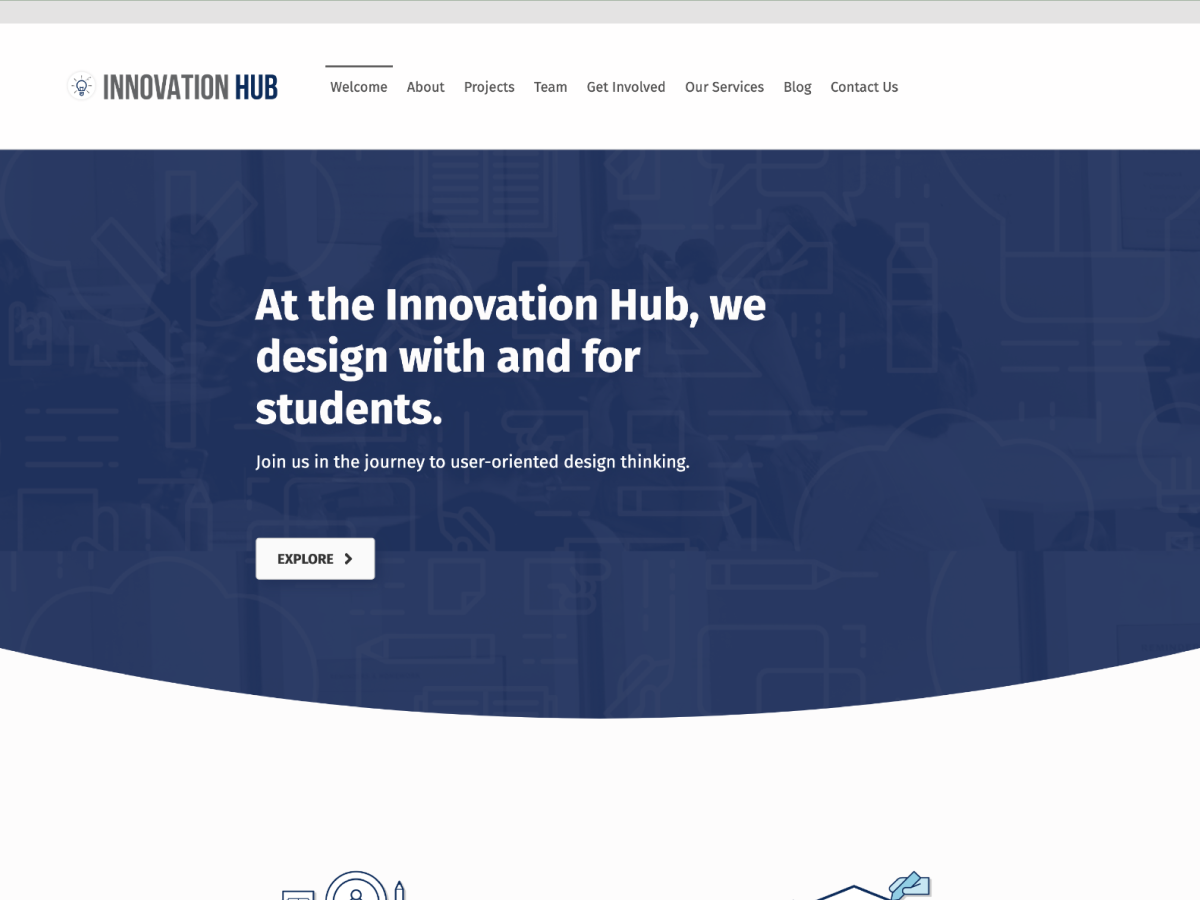 INNOVATION HUB
Welcome About Projects Team Get Involved Our Services Blog Contact Us
At the Innovation Hub, we
design with and for
students.
Join us in the journey to user-oriented design thinking.
EXPLORE